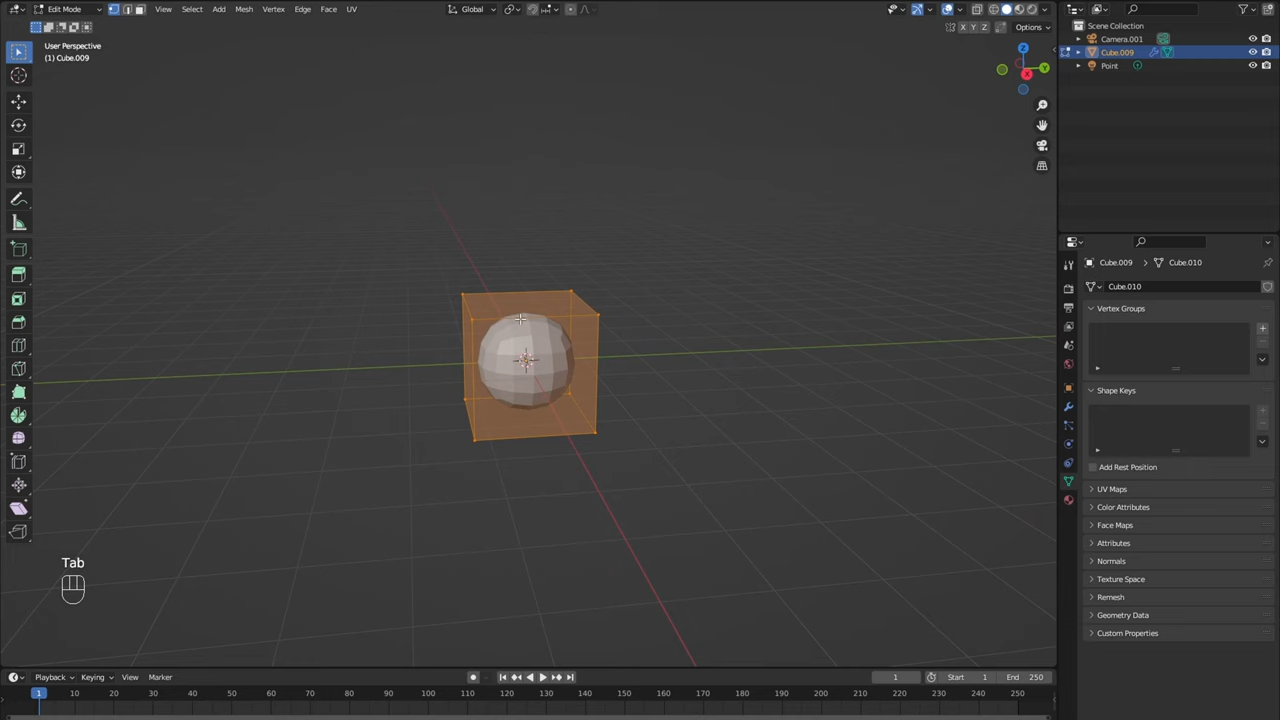 Edit Mode View Select Add Mesh Vertex Edge Face UV Global
X Y Z Options
User Perspective
(1) Cube.009
Z
Y
X
Tab
Scene Collection
Camera.001
Cube.009
Point
Cube.009 Cube.010
Cube.010
Vertex Groups
Shape Keys
Add Rest Position
UV Maps
Color Attributes
Face Maps
Attributes
Normals
Texture Space
Remesh
Geometry Data
Custom Properties
Playback Keying View Marker 1 Start 1 End 250
1 10 20 30 40 50 60 70 80 90 100 110 120 130 140 150 160 170 180 190 200 210 220 230 240 250